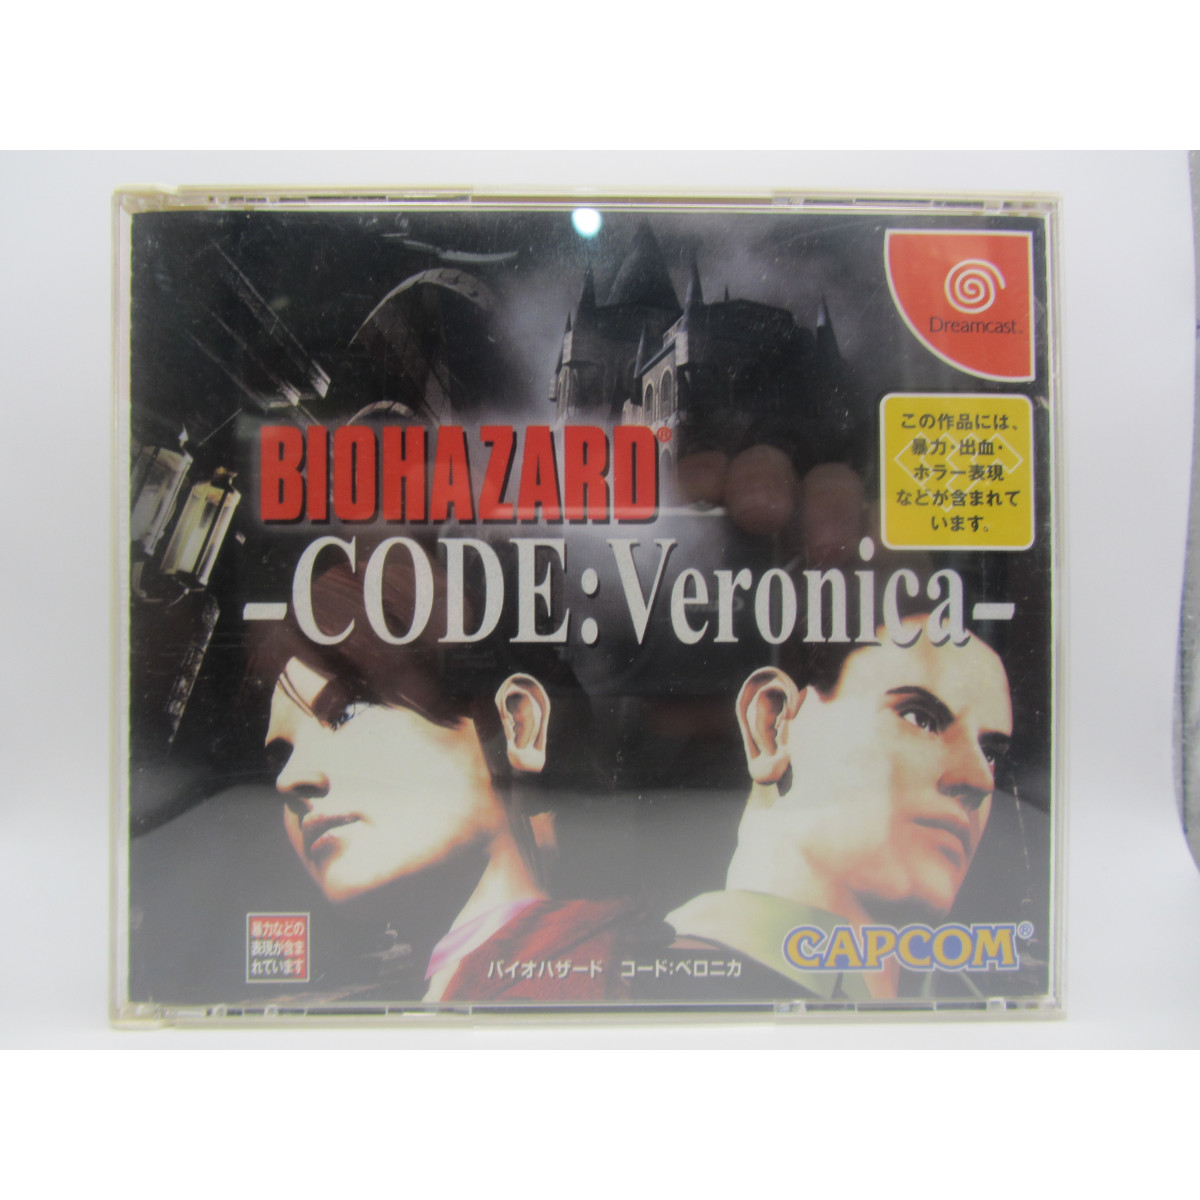 Dreamcast™
この作品には、
暴力・出血・
ホラー表現
などが含まれて
います。
BIOHAZARD®
-CODE:Veronica-
暴力などの
表現が含ま
れています
バイオハザード コード:ベロニカ
CAPCOM®